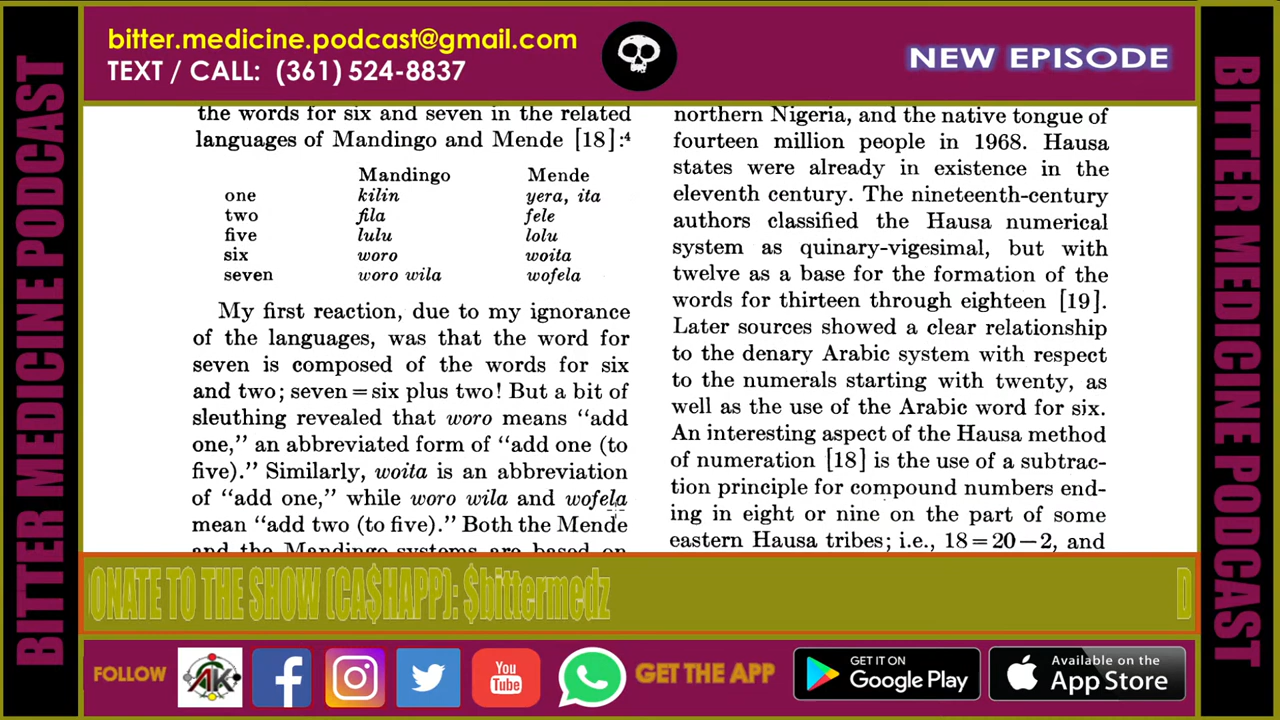 bitter.medicine.podcast@gmail.com
TEXT / CALL: (361) 524-8837
NEW EPISODE
BITTER MEDICINE PODCAST
the words for six and seven in the related
languages of Mandingo and Mende [18]:⁴
Mandingo Mende
one kilin yera, ita
two fila fele
five lulu lolu
six woro woita
seven woro wila wofela
My first reaction, due to my ignorance
of the languages, was that the word for
seven is composed of the words for six
and two; seven = six plus two! But a bit of
sleuthing revealed that woro means “add
one,” an abbreviated form of “add one (to
five).” Similarly, woita is an abbreviation
of “add one,” while woro wila and wofela
mean “add two (to five).” Both the Mende
and the Mandingo systems are based on
northern Nigeria, and the native tongue of
fourteen million people in 1968. Hausa
states were already in existence in the
eleventh century. The nineteenth-century
authors classified the Hausa numerical
system as quinary-vigesimal, but with
twelve as a base for the formation of the
words for thirteen through eighteen [19].
Later sources showed a clear relationship
to the denary Arabic system with respect
to the numerals starting with twenty, as
well as the use of the Arabic word for six.
An interesting aspect of the Hausa method
of numeration [18] is the use of a subtrac-
tion principle for compound numbers end-
ing in eight or nine on the part of some
eastern Hausa tribes; i.e., 18 = 20 − 2, and
BITTER MEDICINE PODCAST
ONATE TO THE SHOW (CA$HAPP): $bittermedz
D
FOLLOW
You
Tube
GET THE APP
GET IT ON
Google Play
Available on the
App Store